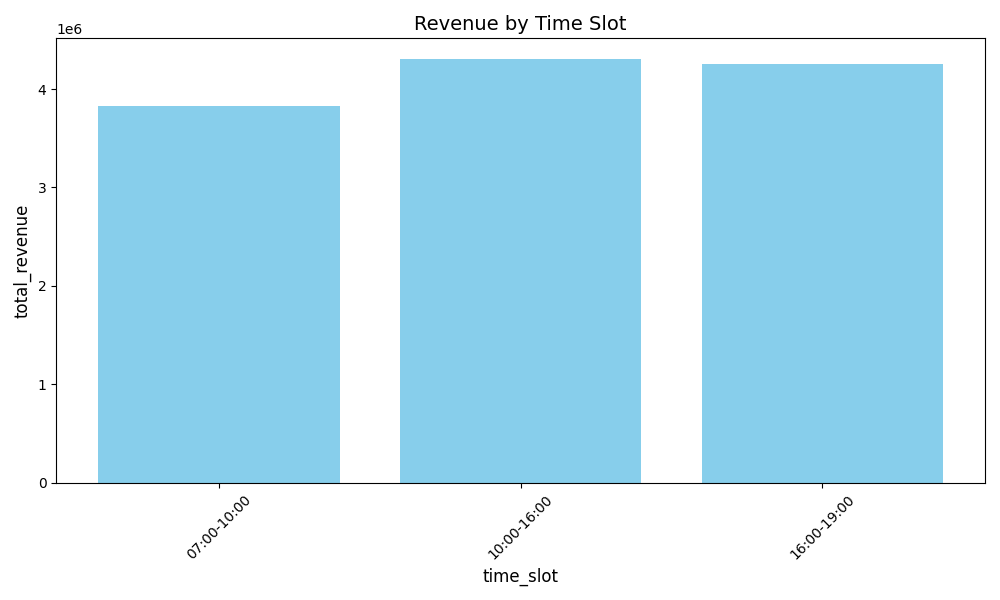 Revenue by Time Slot
1e6
total_revenue
4
3
2
1
0
07:00-10:00
10:00-16:00
16:00-19:00
time_slot